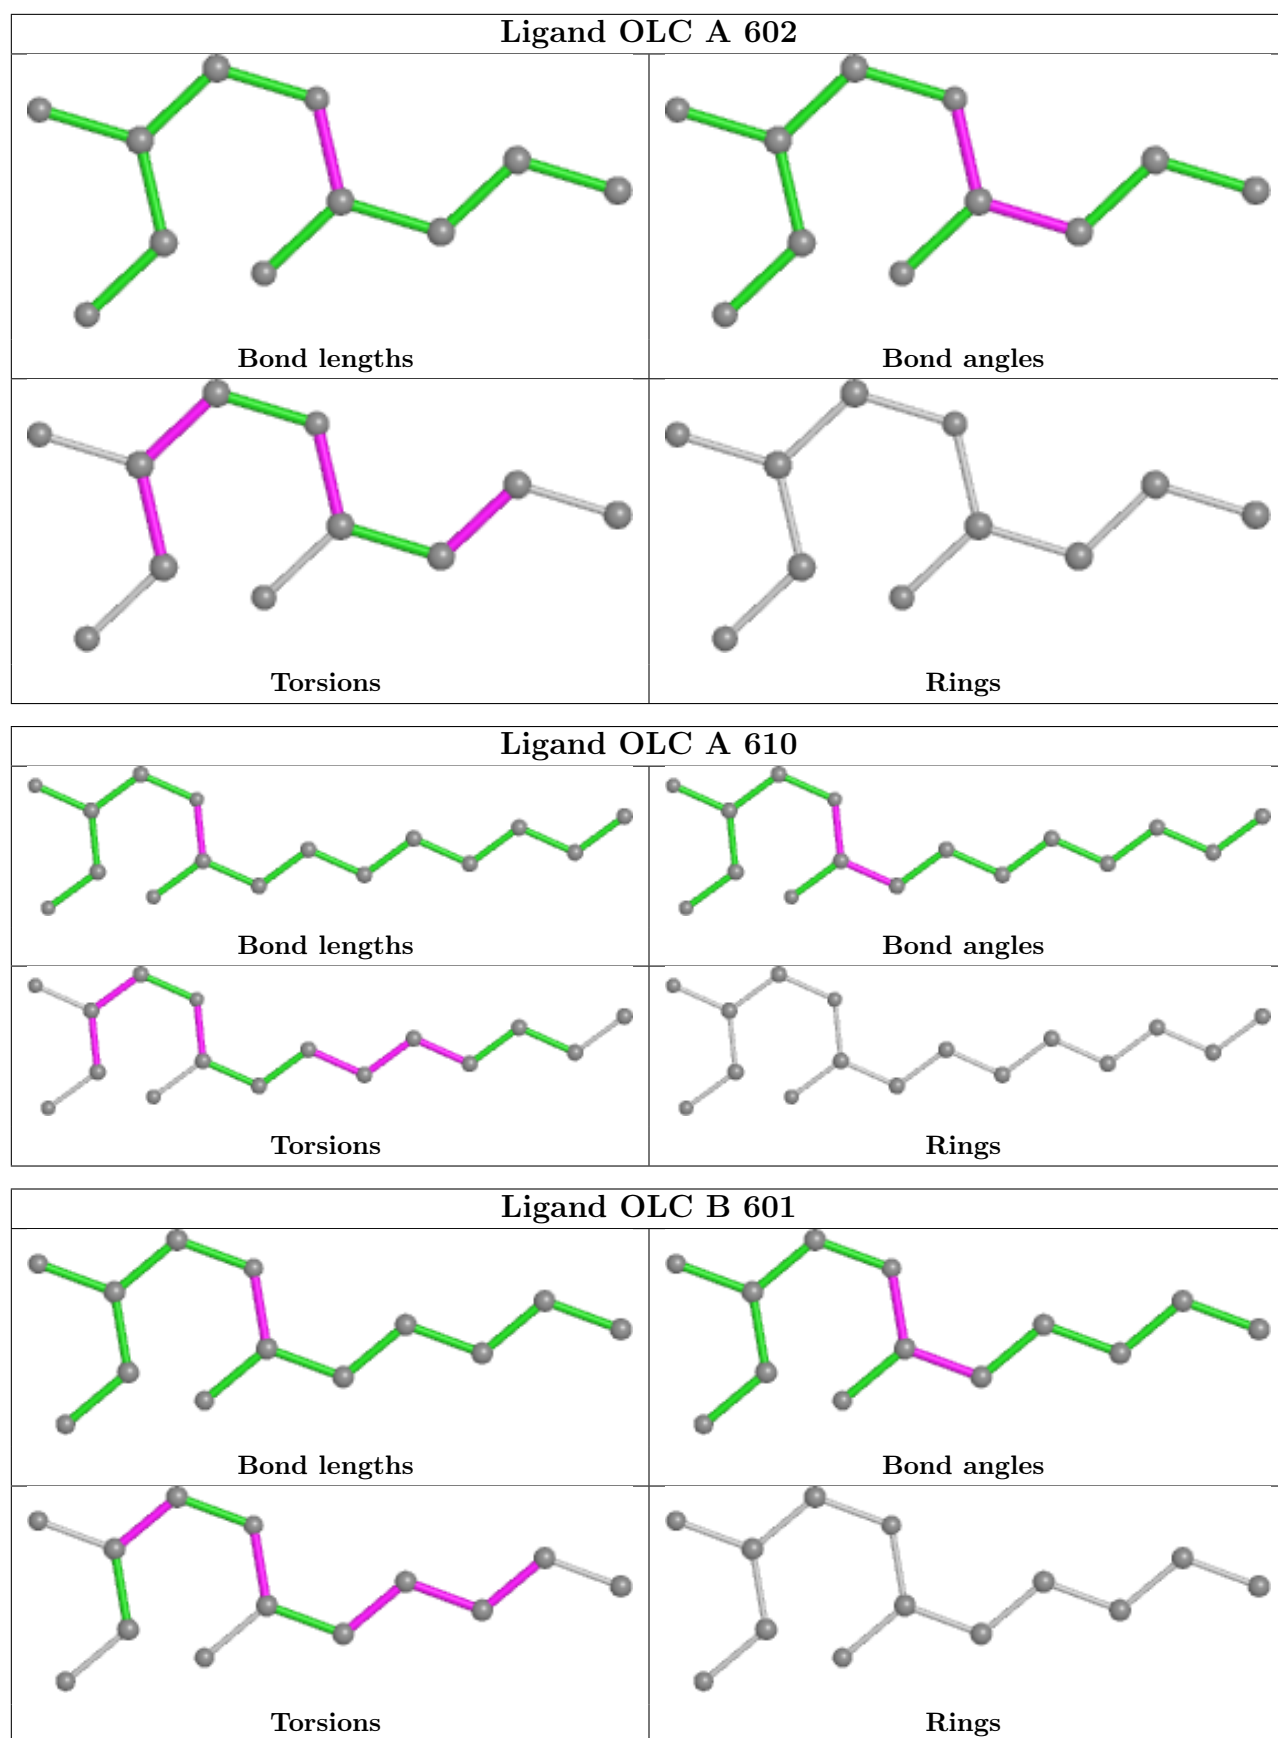 Ligand OLC A 602
Bond lengths
Bond angles
Torsions
Rings
Ligand OLC A 610
Bond lengths
Bond angles
Torsions
Rings
Ligand OLC B 601
Bond lengths
Bond angles
Torsions
Rings